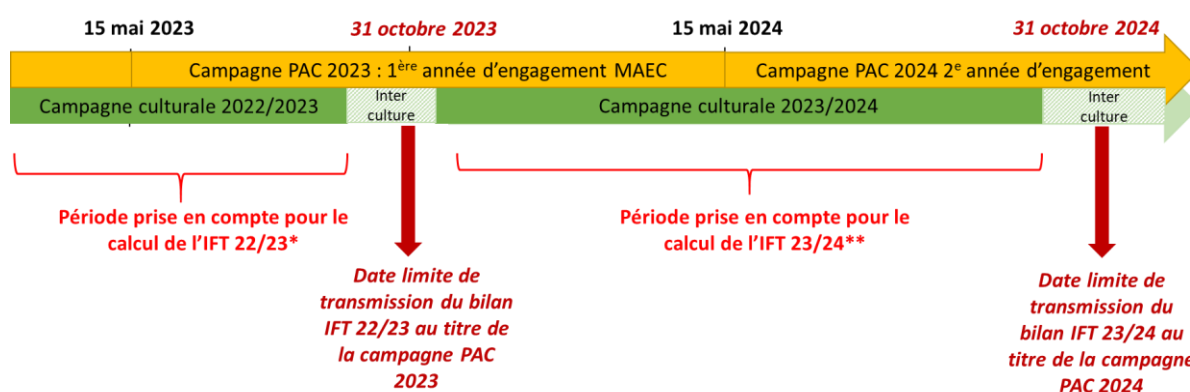 15 mai 2023
31 octobre 2023
15 mai 2024
31 octobre 2024
Campagne PAC 2023 : 1ère année d'engagement MAEC
Campagne PAC 2024 2e année d'engagement
Campagne culturale 2022/2023
Inter
culture
Campagne culturale 2023/2024
Inter
culture
Période prise en compte pour le
calcul de l'IFT 22/23*
Période prise en compte pour le
calcul de l'IFT 23/24**
Date limite de
transmission du bilan
IFT 22/23 au titre de
la campagne PAC
2023
Date limite de
transmission du
bilan IFT 23/24 au
titre de la campagne
PAC 2024